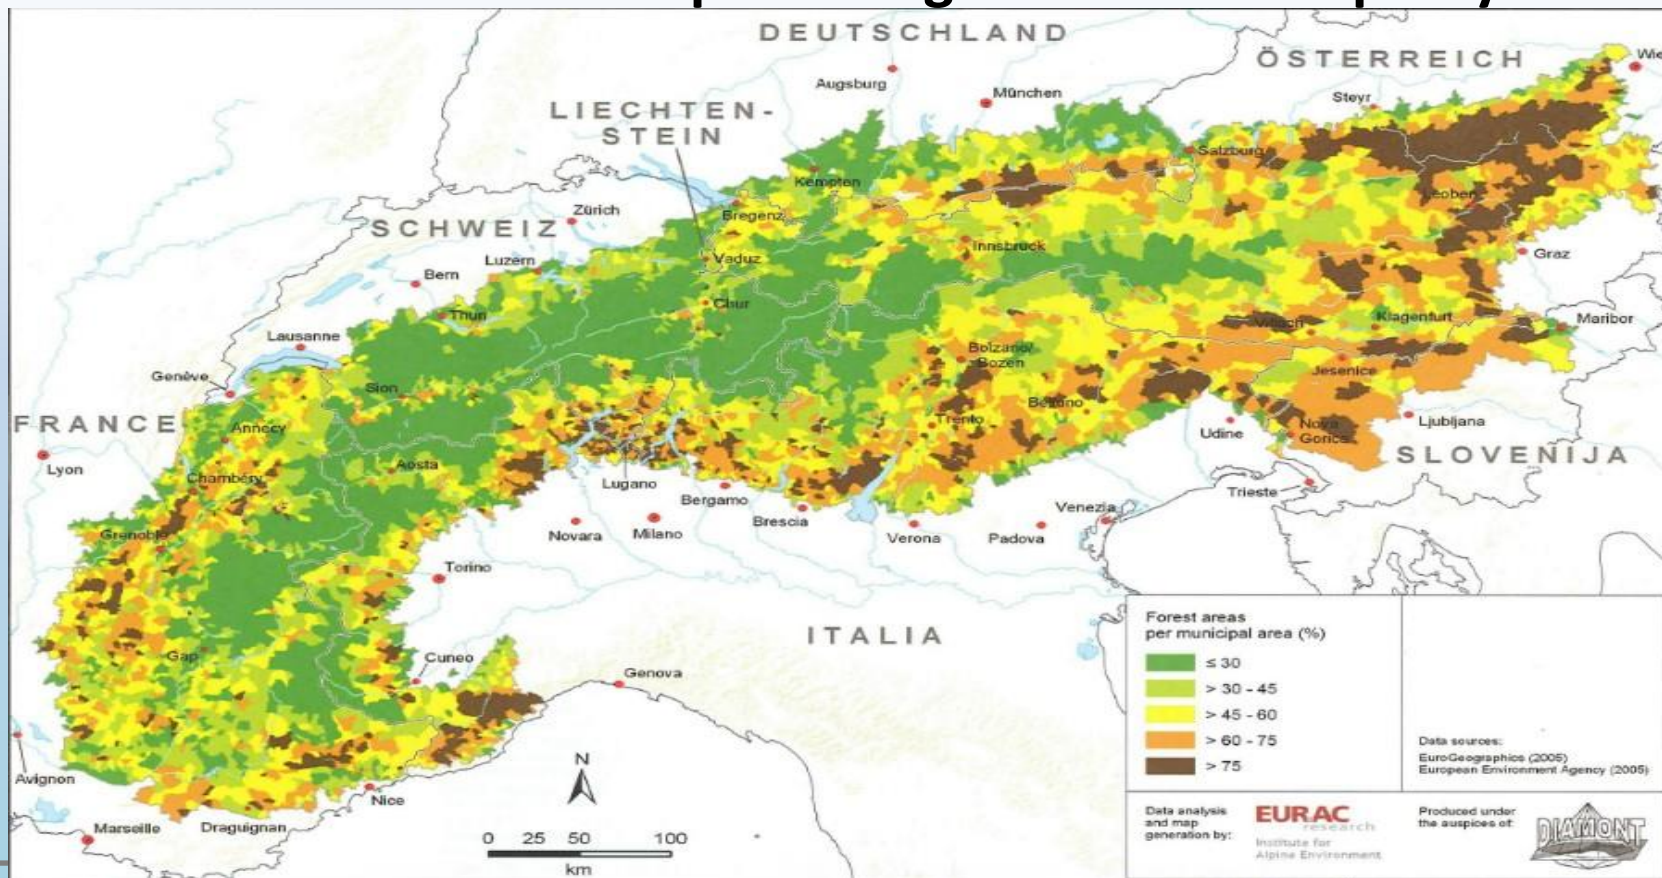 DEUTSCHLAND
ÖSTERREICH
Augsburg
München
Steyr
LIECHTEN-
STEIN
Salzburg
Kempten
Leoben
Zürich
Bregenz
SCHWEIZ
Innsbruck
Graz
Luzern
Vaduz
Bern
Chur
Thun
Villach
Klagenfurt
Maribor
Lausanne
Bolzano/
Bozen
Jesenice
Genève
Sion
Belluno
Ljubljana
FRANCE
Annecy
Trento
Udine
Nova
Gorica
SLOVENIJA
Lyon
Aosta
Chambéry
Lugano
Bergamo
Trieste
Venezia
Brescia
Grenoble
Novara
Milano
Verona
Padova
Torino
ITALIA
Gap
Cuneo
Genova
N
Avignon
Nice
Marseille
Draguignan
0 25 50 100
km
Forest areas
per municipal area (%)
≤ 30
> 30 - 45
> 45 - 60
> 60 - 75
> 75
Data sources:
EuroGeographics (2005)
European Environment Agency (2005)
Data analysis
and map
generation by:
EURAC
research
Institute for
Alpine Environment
Produced under
the auspices of:
DIAMONT